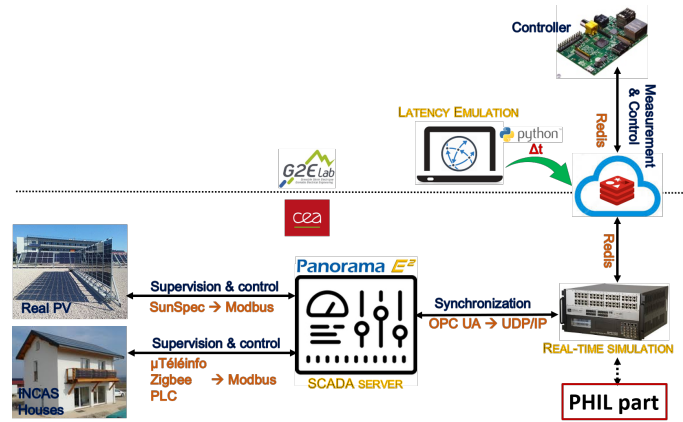 Controller
Measurement
& Control
Redis
LATENCY EMULATION
python
Δt
G2Elab
cea
Redis
Panorama E²
Real PV
Supervision & control
SunSpec → Modbus
Synchronization
OPC UA → UDP/IP
REAL-TIME SIMULATION
INCAS
Houses
Supervision & control
µTéléinfo
Zigbee → Modbus
PLC
SCADA SERVER
PHIL part